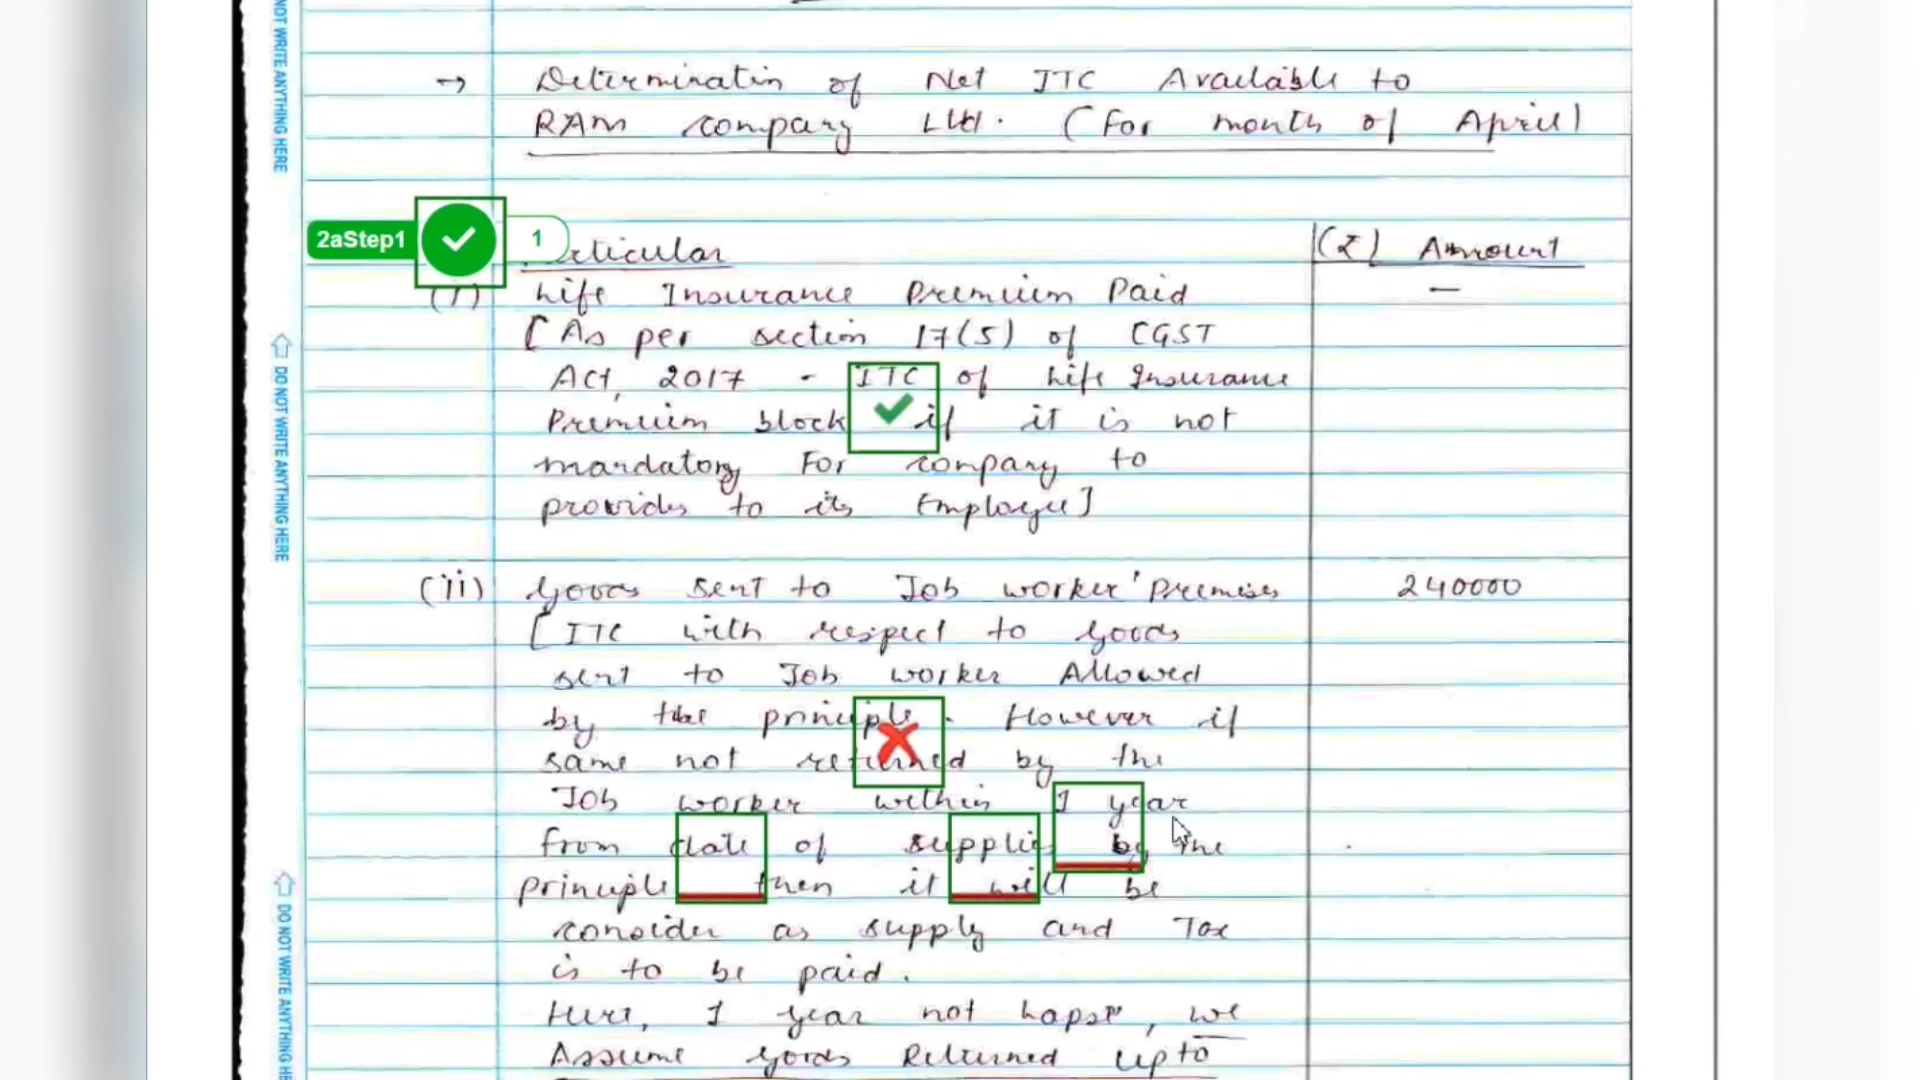 DO NOT WRITE ANYTHING HERE
→ Determinatin of Net ITC Available to
RAM company Ltd. (For month of April)
2aStep1 1
Particular (₹) Amount
(i) Life Insurance Premium Paid —
[As per section 17(5) of CGST
Act, 2017 - ITC of Life Insurance
Premium block if it is not
mandatory For company to
provides to its Employee]
(ii) Goods sent to Job worker' Premises 240000
[ITC with respect to Goods
sent to Job worker Allowed
by principle. However if
same not returned by the
Job worker within 1 year
from date of by the
principle then it will be
consider as supply and Tax
is to be paid.
Here, 1 year not , we
Assume goods Returned upto
DO NOT WRITE ANYTHING HERE
DO NOT WRITE ANYTHING HE